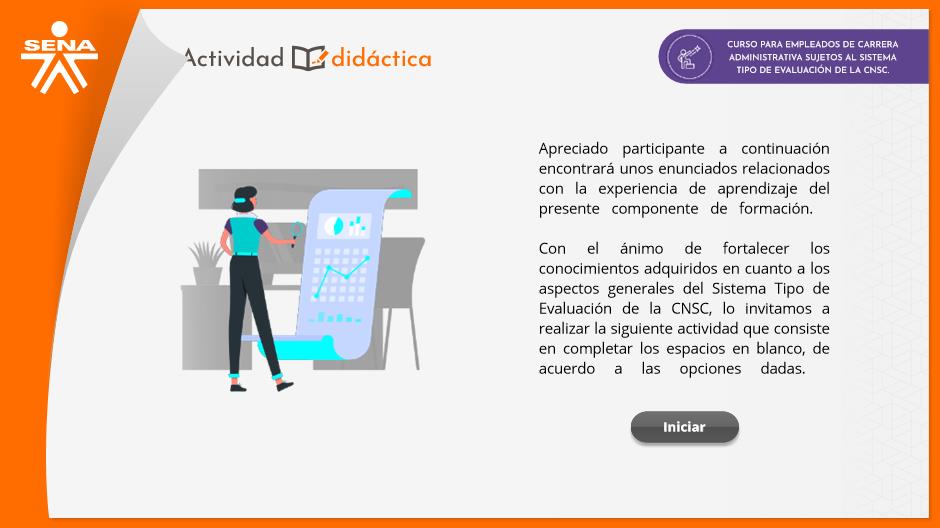 SENA
Actividad didáctica
CURSO PARA EMPLEADOS DE CARRERA
ADMINISTRATIVA SUJETOS AL SISTEMA
TIPO DE EVALUACIÓN DE LA CNSC.
Apreciado participante a continuación
encontrará unos enunciados relacionados
con la experiencia de aprendizaje del
presente componente de formación.
Con el ánimo de fortalecer los
conocimientos adquiridos en cuanto a los
aspectos generales del Sistema Tipo de
Evaluación de la CNSC, lo invitamos a
realizar la siguiente actividad que consiste
en completar los espacios en blanco, de
acuerdo a las opciones dadas.
Iniciar